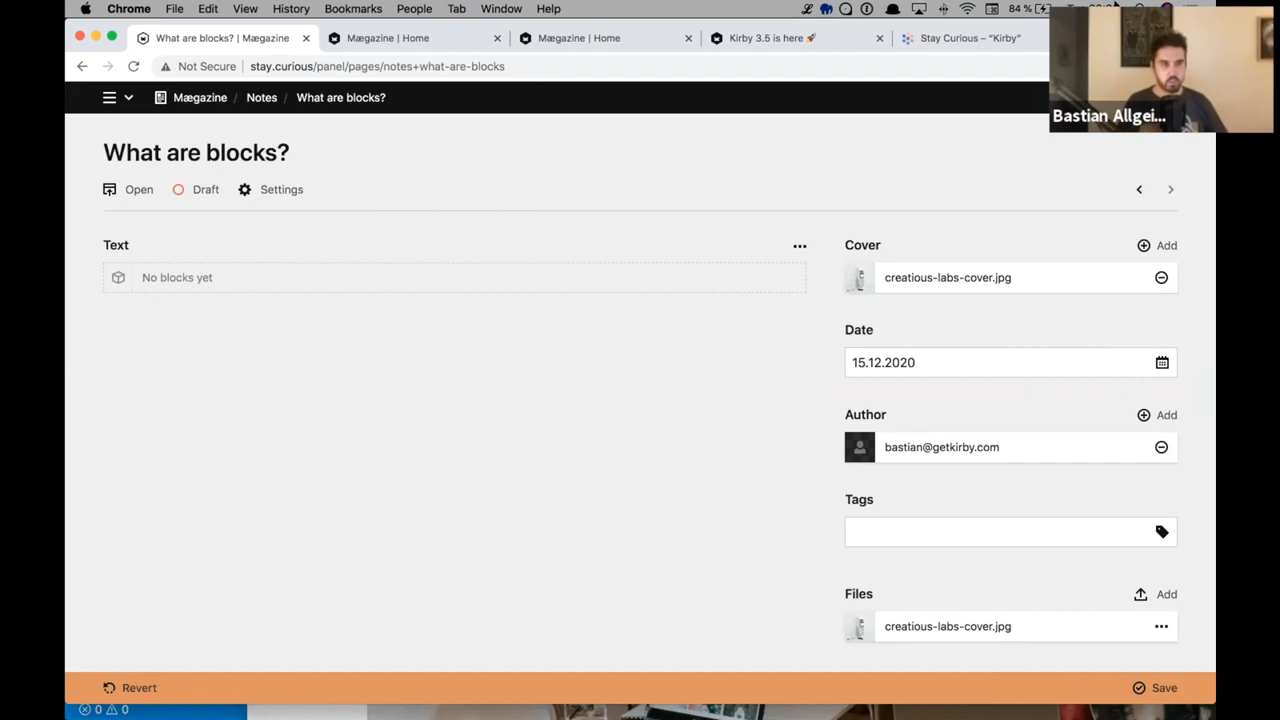 Chrome File Edit View History Bookmarks People Tab Window Help 84 %
What are blocks? | Mægazine
Mægazine | Home
Mægazine | Home
Kirby 3.5 is here 🚀
Stay Curious – “Kirby”
Not Secure stay.curious/panel/pages/notes+what-are-blocks
Bastian Allgei...
Mægazine / Notes / What are blocks?
What are blocks?
Open Draft Settings
Text
No blocks yet
Cover Add
creatious-labs-cover.jpg
Date
15.12.2020
Author Add
bastian@getkirby.com
Tags
Files Add
creatious-labs-cover.jpg
Revert Save
0 0